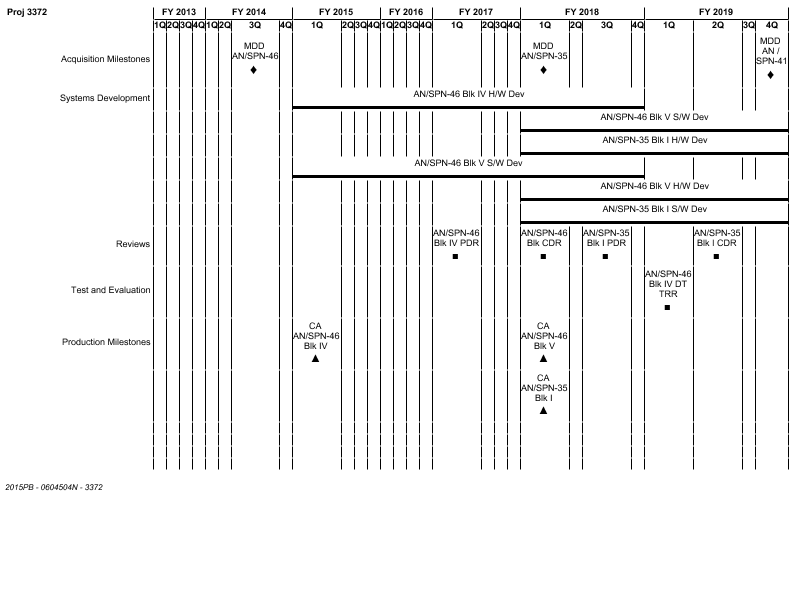 Proj 3372
FY 2013 FY 2014 FY 2015 FY 2016 FY 2017 FY 2018 FY 2019
1Q 2Q 3Q 4Q 1Q 2Q 3Q 4Q 1Q 2Q 3Q 4Q 1Q 2Q 3Q 4Q 1Q 2Q 3Q 4Q 1Q 2Q 3Q 4Q 1Q 2Q 3Q 4Q
Acquisition Milestones
MDD
AN/SPN-46
MDD
AN/SPN-35
MDD
AN /
SPN-41
Systems Development
AN/SPN-46 Blk IV H/W Dev
AN/SPN-46 Blk V S/W Dev
AN/SPN-35 Blk I H/W Dev
AN/SPN-46 Blk V S/W Dev
AN/SPN-46 Blk V H/W Dev
AN/SPN-35 Blk I S/W Dev
Reviews
AN/SPN-46
Blk IV PDR
AN/SPN-46
Blk CDR
AN/SPN-35
Blk I PDR
AN/SPN-35
Blk I CDR
Test and Evaluation
AN/SPN-46
Blk IV DT
TRR
Production Milestones
CA
AN/SPN-46
Blk IV
CA
AN/SPN-46
Blk V
CA
AN/SPN-35
Blk I
2015PB - 0604504N - 3372